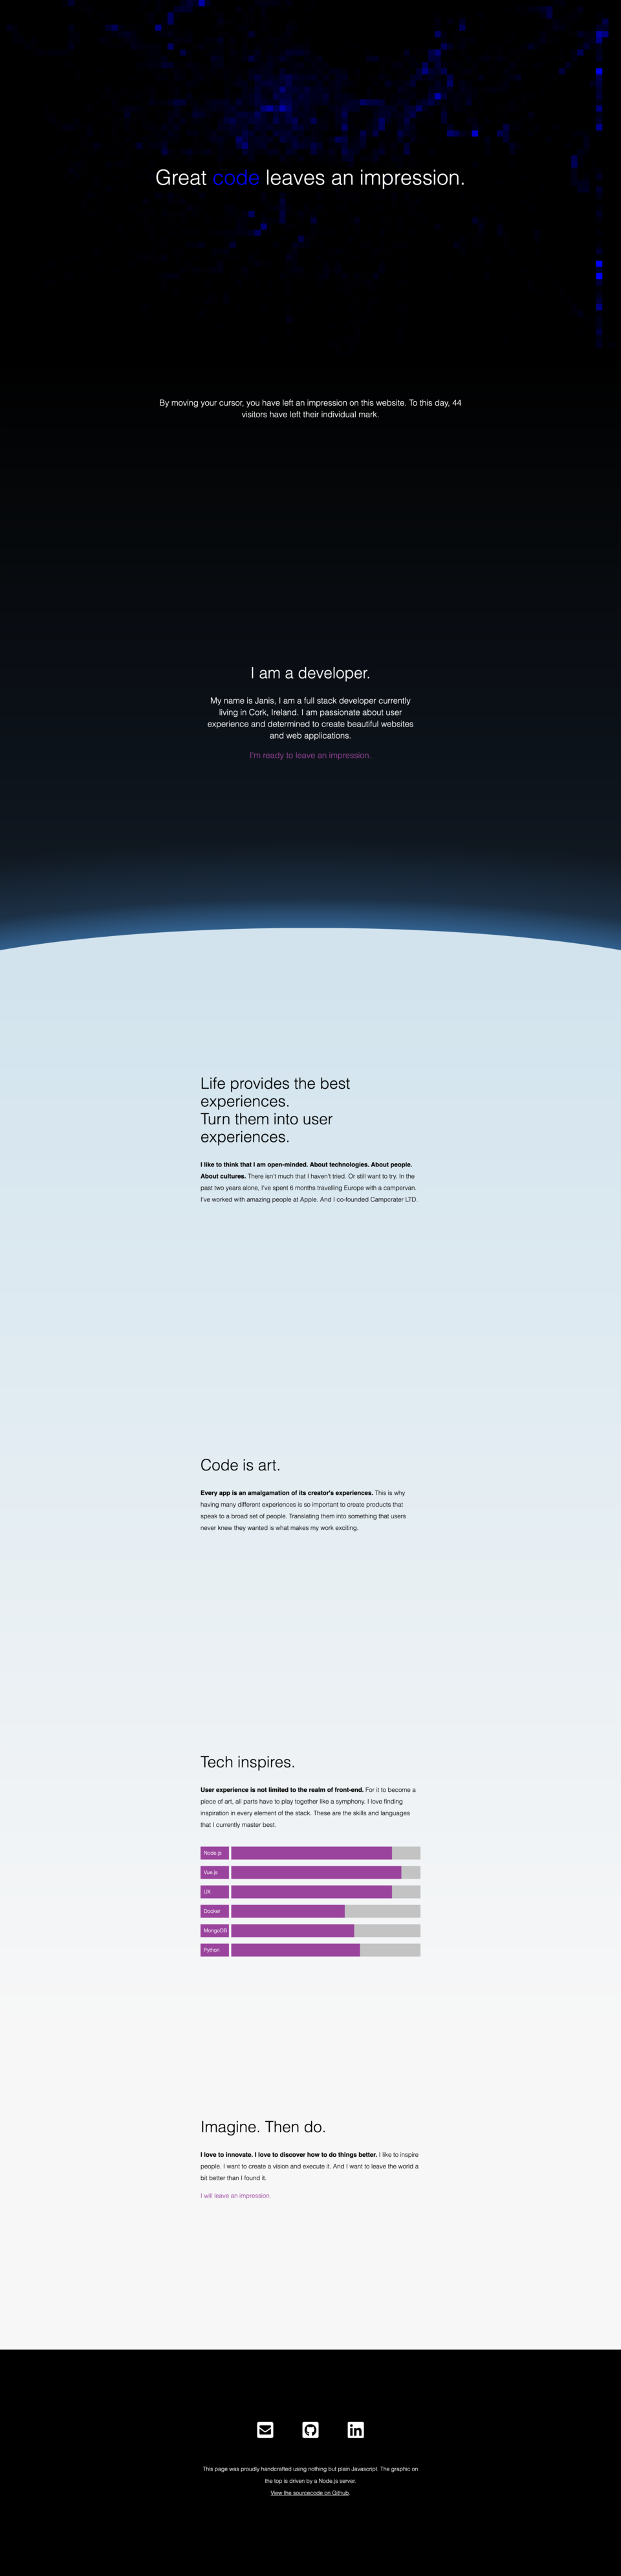 Great code leaves an impression.
By moving your cursor, you have left an impression on this website. To this day, 44
visitors have left their individual mark.
I am a developer.
My name is Janis, I am a full stack developer currently
living in Cork, Ireland. I am passionate about user
experience and determined to create beautiful websites
and web applications.
I'm ready to leave an impression.
Life provides the best
experiences.
Turn them into user
experiences.
I like to think that I am open-minded. About technologies. About people.
About cultures. There isn't much that I haven't tried. Or still want to try. In the
past two years alone, I've spent 6 months travelling Europe with a campervan.
I've worked with amazing people at Apple. And I co-founded Campcrater LTD.
Code is art.
Every app is an amalgamation of its creator's experiences. This is why
having many different experiences is so important to create products that
speak to a broad set of people. Translating them into something that users
never knew they wanted is what makes my work exciting.
Tech inspires.
User experience is not limited to the realm of front-end. For it to become a
piece of art, all parts have to play together like a symphony. I love finding
inspiration in every element of the stack. These are the skills and languages
that I currently master best.
Node.js
Vue.js
UX
Docker
MongoDB
Python
Imagine. Then do.
I love to innovate. I love to discover how to do things better. I like to inspire
people. I want to create a vision and execute it. And I want to leave the world a
bit better than I found it.
I will leave an impression.
in
This page was proudly handcrafted using nothing but plain Javascript. The graphic on
the top is driven by a Node.js server.
View the sourcecode on Github.